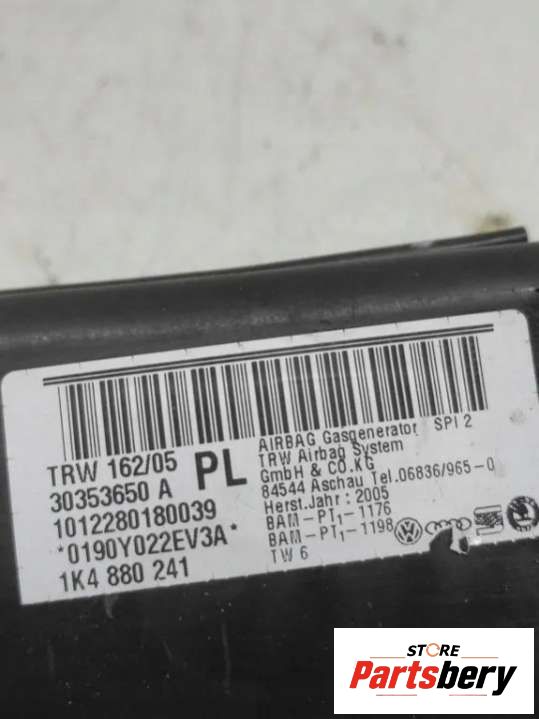 TRW 162/05
30353650 A
1012280180039
*0190Y022EV3A*
1K4 880 241
PL
AIRBAG Gasgenerator SPI 2
TRW Airbag System
GmbH & CO.KG
84544 Aschau Tel.06836/965-0
Herst.Jahr: 2005
BAM-PT1-1176
BAM-PT1-1198
TW 6
STORE
Partsbery